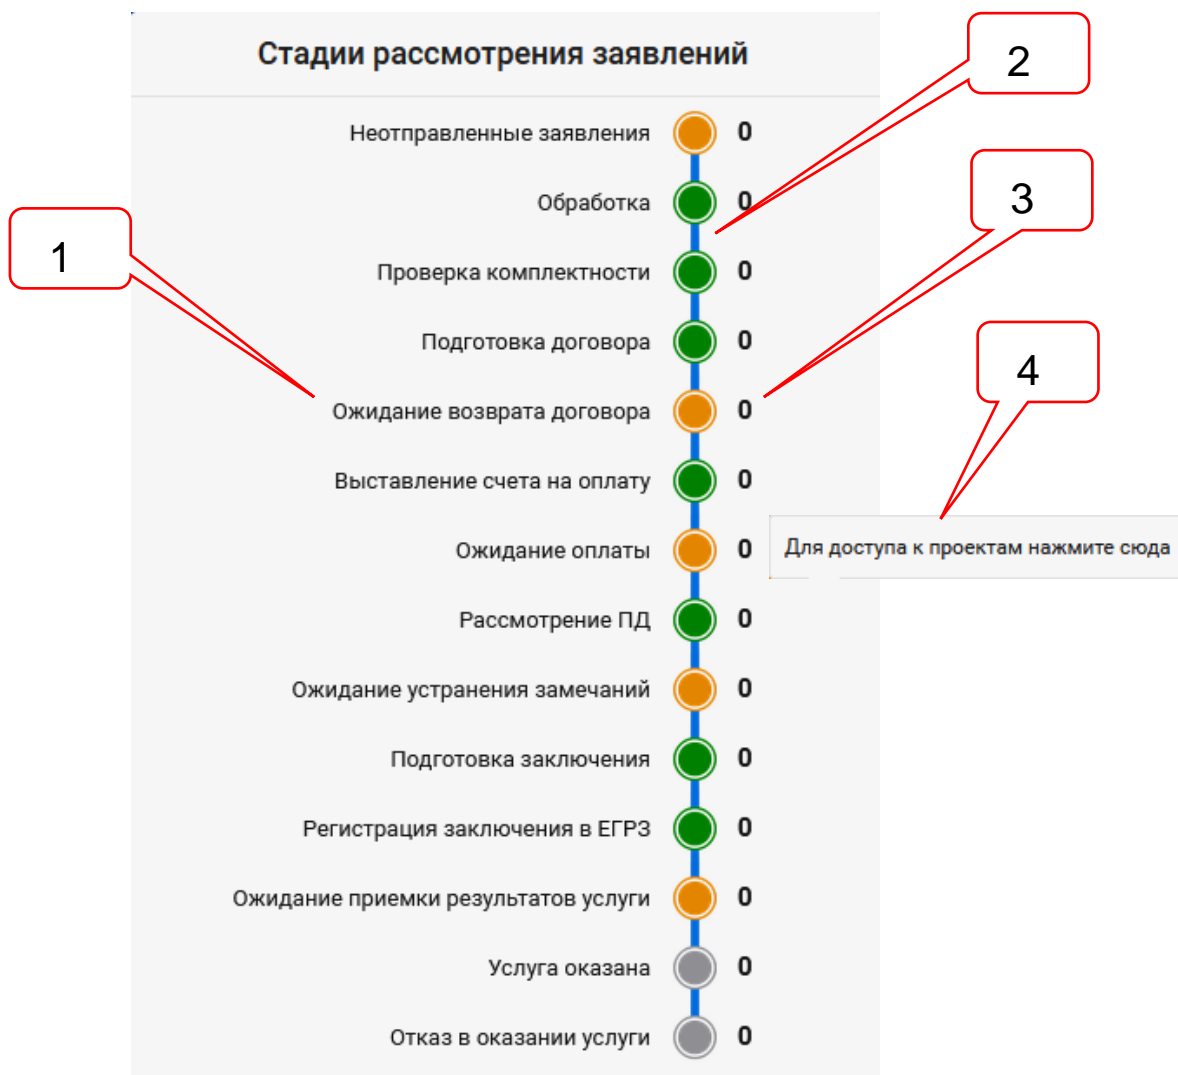 Стадии рассмотрения заявлений
2
Неотправленные заявления 0
Обработка 0
3
1
Проверка комплектности 0
Подготовка договора 0
4
Ожидание возврата договора 0
Выставление счета на оплату 0
Ожидание оплаты 0
Для доступа к проектам нажмите сюда
Рассмотрение ПД 0
Ожидание устранения замечаний 0
Подготовка заключения 0
Регистрация заключения в ЕГРЗ 0
Ожидание приемки результатов услуги 0
Услуга оказана 0
Отказ в оказании услуги 0